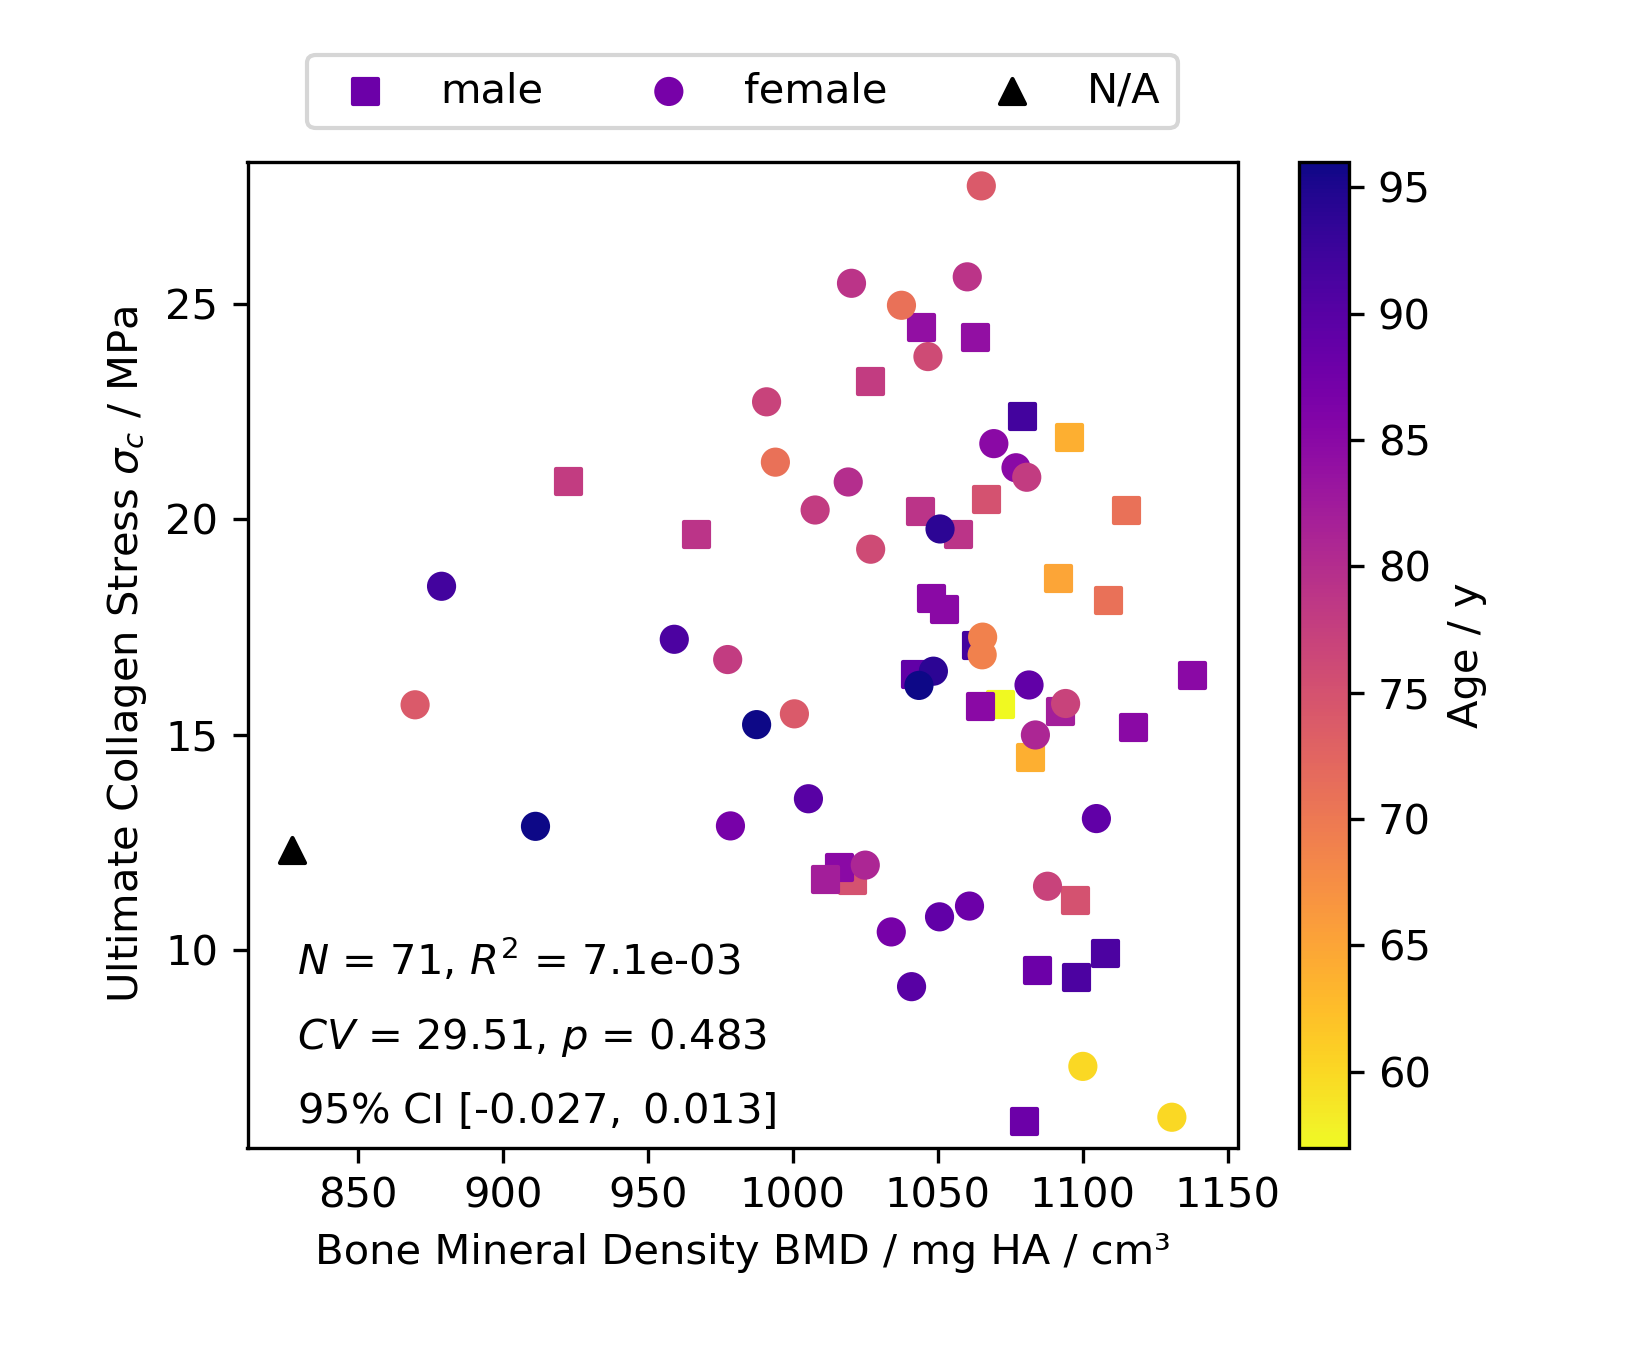 male female N/A
25
20
15
10
Ultimate Collagen Stress σc / MPa
N = 71, R² = 7.1e-03
CV = 29.51, p = 0.483
95% CI [-0.027, 0.013]
850 900 950 1000 1050 1100 1150
Bone Mineral Density BMD / mg HA / cm³
95
90
85
80
75
70
65
60
Age / y